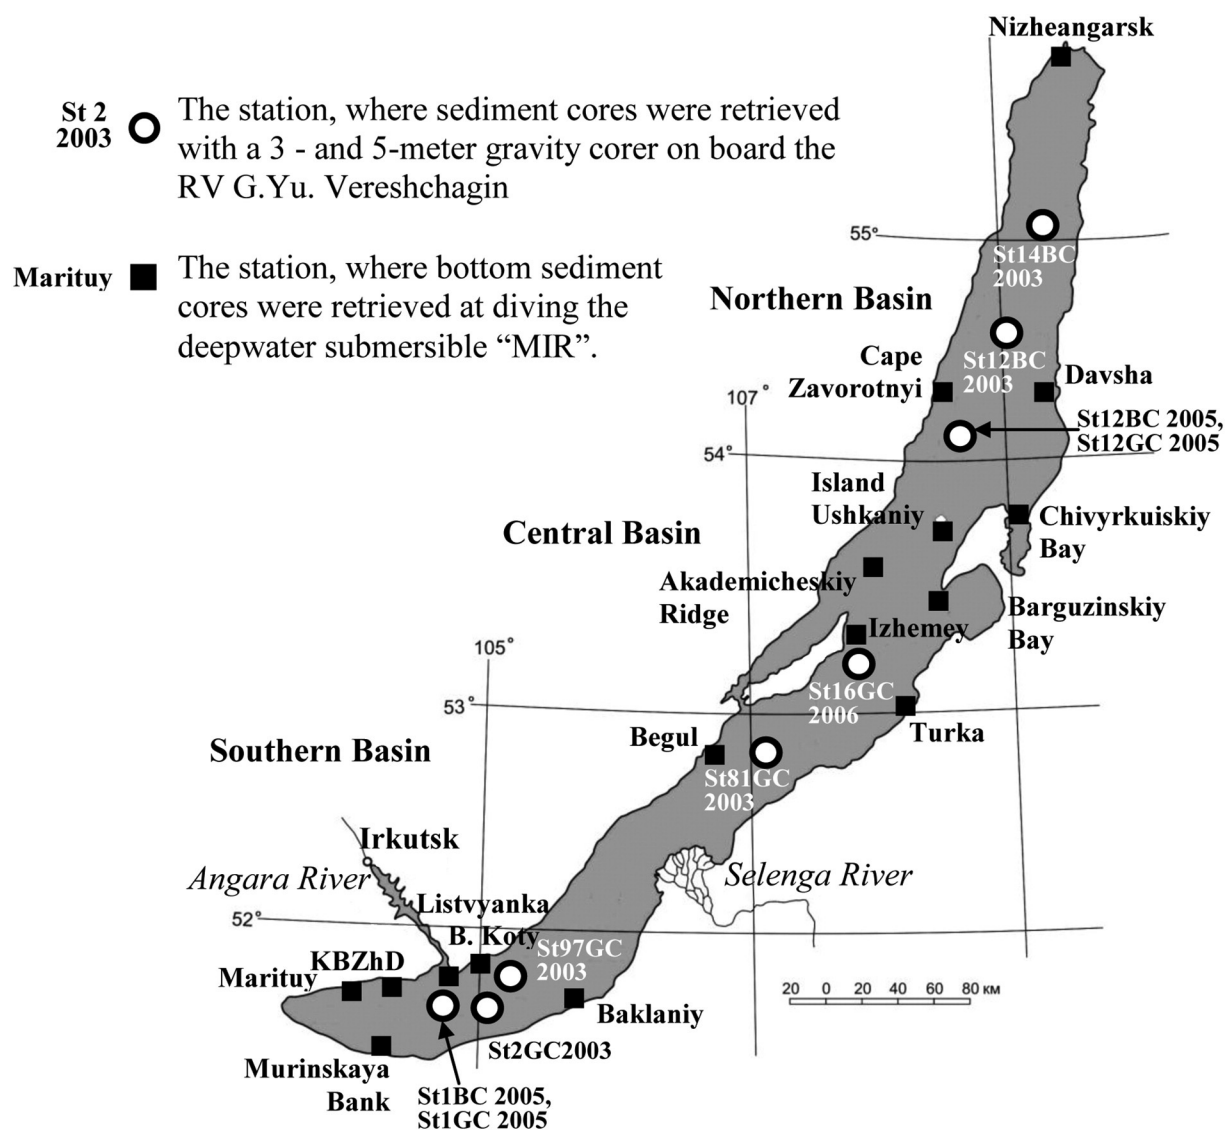 Nizheangarsk
St 2
2003
The station, where sediment cores were retrieved
with a 3 - and 5-meter gravity corer on board the
RV G.Yu. Vereshchagin
Marituy
The station, where bottom sediment
cores were retrieved at diving the
deepwater submersible “MIR”.
55°
St14BC
2003
Northern Basin
St12BC
2003
Cape
Zavorotnyi
Davsha
107°
St12BC 2005,
St12GC 2005
54°
Island
Ushkaniy
Central Basin
Chivyrkuiskiy
Bay
Akademicheskiy
Ridge
Barguzinskiy
Bay
Izhemey
105°
St16GC
2006
53°
Turka
Begul
Southern Basin
St81GC
2003
Irkutsk
Angara River
Selenga River
52°
Listvyanka
B. Koty
St97GC
2003
KBZhD
Marituy
20 0 20 40 60 80 км
Baklaniy
St2GC2003
Murinskaya
Bank
St1BC 2005,
St1GC 2005